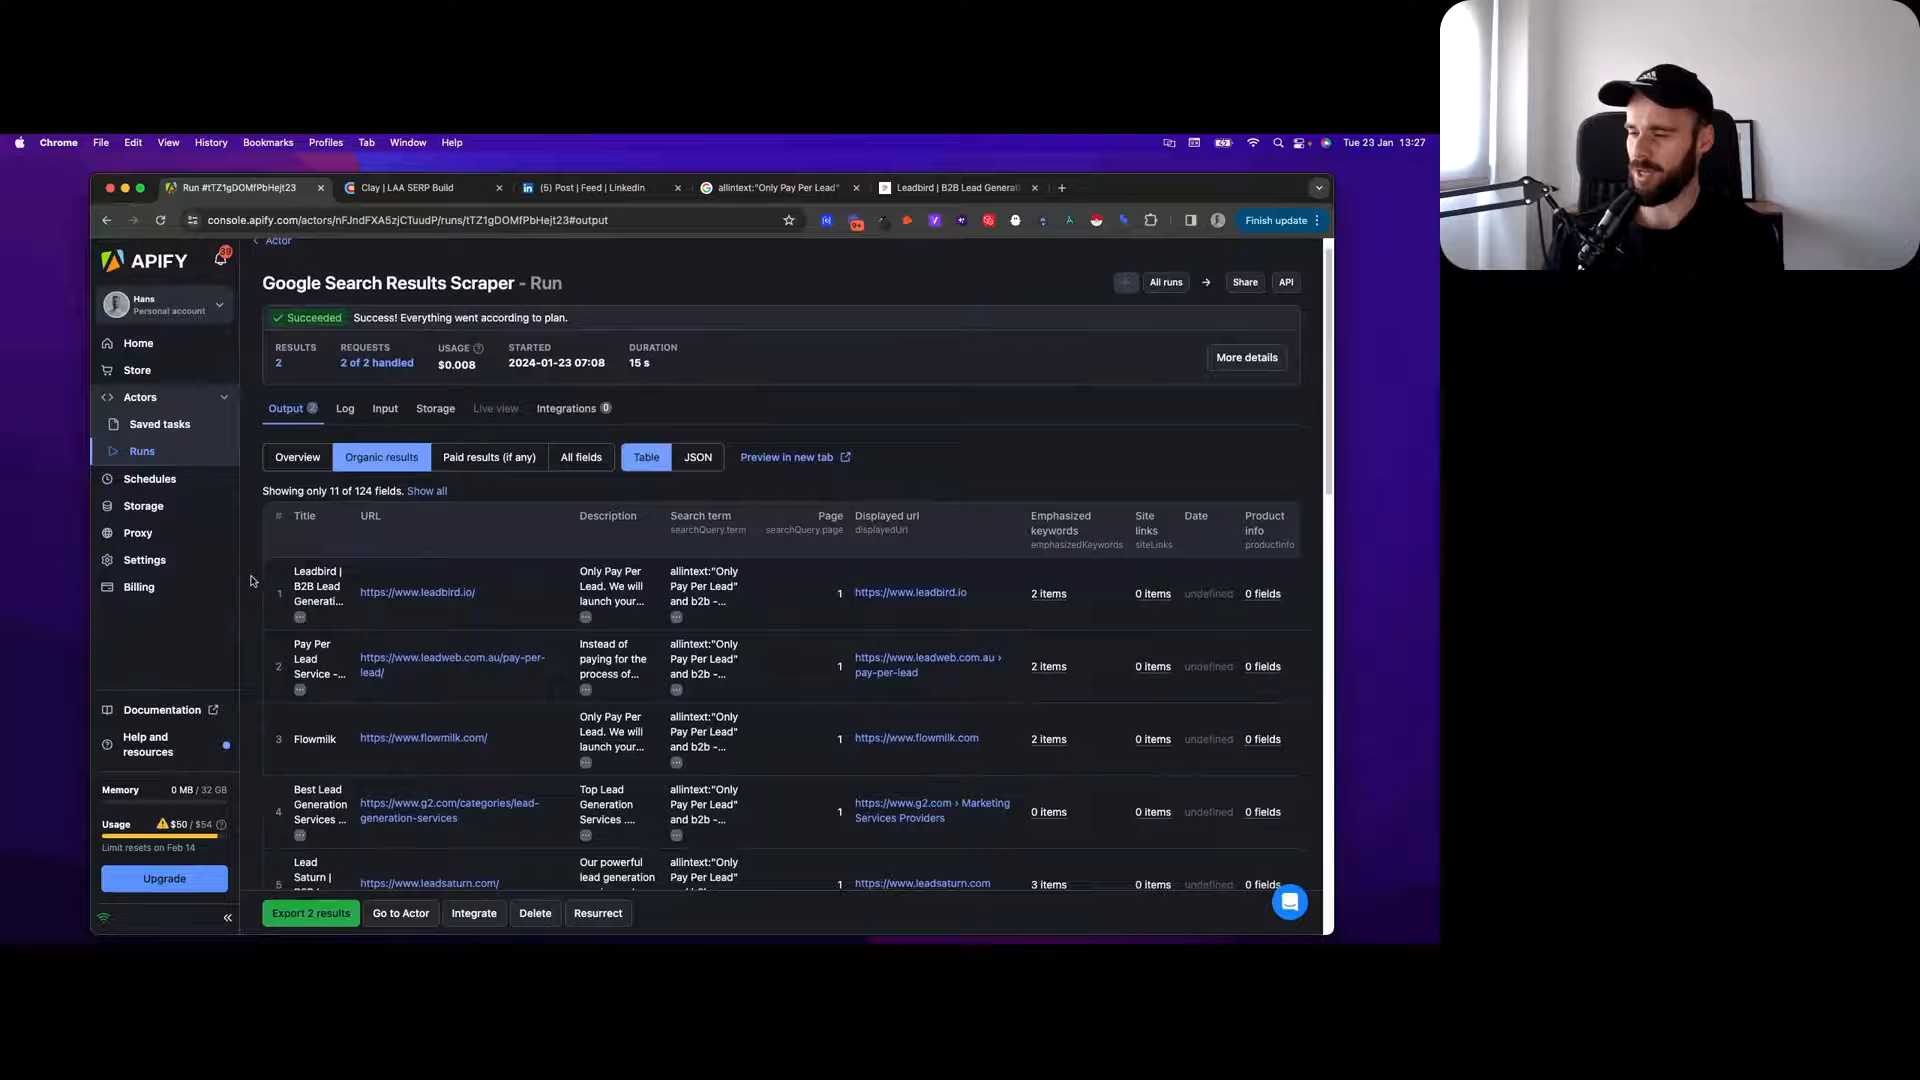 Chrome File Edit View History Bookmarks Profiles Tab Window Help Tue 23 Jan 13:27
Run #tTZ1gDOMfPbHejt23 Clay | LAA SERP Build (5) Post | Feed | LinkedIn allintext:"Only Pay Per Lead" Leadbird | B2B Lead Generati
console.apify.com/actors/nFJndFXA5zjCTuudP/runs/tTZ1gDOMfPbHejt23#output Finish update
APIFY
Hans
Personal account
Home
Store
Actors
Saved tasks
Runs
Schedules
Storage
Proxy
Settings
Billing
Documentation
Help and
resources
Memory 0 MB / 32 GB
Usage $50 / $54
Limit resets on Feb 14
Upgrade
Actor
Google Search Results Scraper - Run
All runs Share API
Succeeded Success! Everything went according to plan.
RESULTS REQUESTS USAGE STARTED DURATION
2 2 of 2 handled $0.008 2024-01-23 07:08 15 s
More details
Output 2 Log Input Storage Live view Integrations 0
Overview Organic results Paid results (if any) All fields Table JSON Preview in new tab
Showing only 11 of 124 fields. Show all
# Title URL Description Search term Page Displayed url Emphasized keywords Site links Date Product info
searchQuery.term searchQuery.page displayedUrl emphasizedKeywords siteLinks productInfo
1 Leadbird | B2B Lead Generati... https://www.leadbird.io/ Only Pay Per Lead. We will launch your... allintext:"Only Pay Per Lead" and b2b -... 1 https://www.leadbird.io 2 items 0 items undefined 0 fields
2 Pay Per Lead Service -... https://www.leadweb.com.au/pay-per-lead/ Instead of paying for the process of... allintext:"Only Pay Per Lead" and b2b -... 1 https://www.leadweb.com.au › pay-per-lead 2 items 0 items undefined 0 fields
3 Flowmilk https://www.flowmilk.com/ Only Pay Per Lead. We will launch your... allintext:"Only Pay Per Lead" and b2b -... 1 https://www.flowmilk.com 2 items 0 items undefined 0 fields
4 Best Lead Generation Services ... https://www.g2.com/categories/lead-generation-services Top Lead Generation Services .... allintext:"Only Pay Per Lead" and b2b -... 1 https://www.g2.com › Marketing Services Providers 0 items 0 items undefined 0 fields
5 Lead Saturn | https://www.leadsaturn.com/ Our powerful lead generation allintext:"Only Pay Per Lead" 1 https://www.leadsaturn.com 3 items 0 items undefined 0 fields
Export 2 results Go to Actor Integrate Delete Resurrect